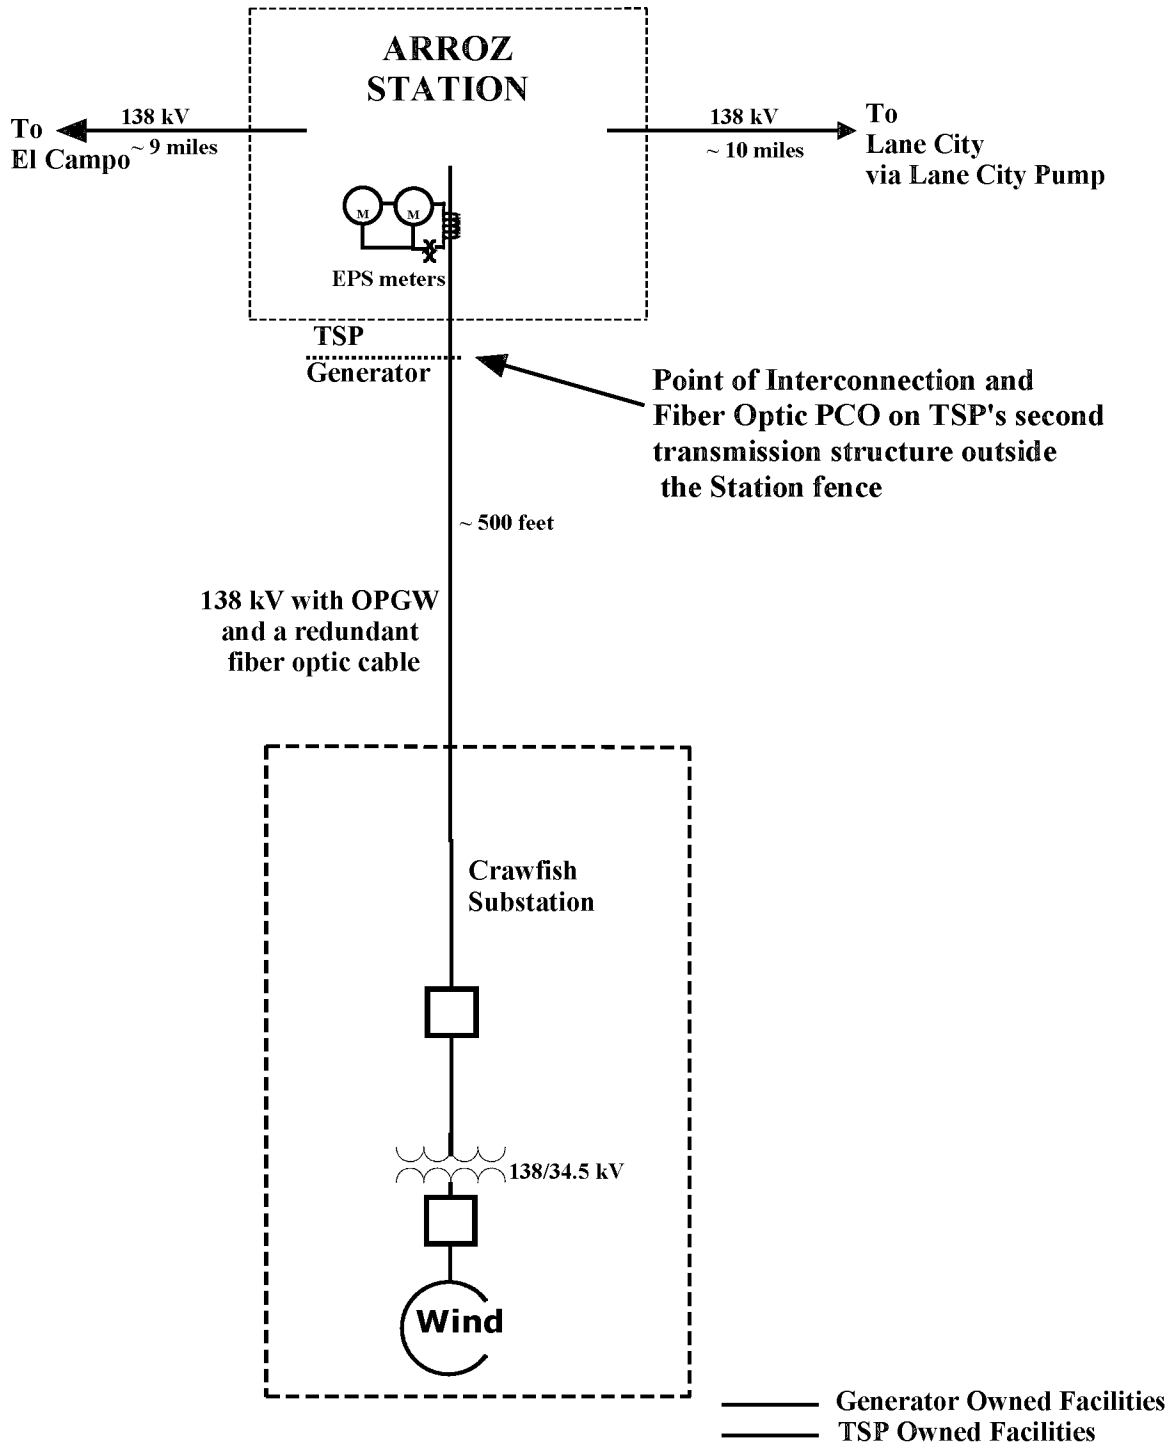 ARROZ
STATION
138 kV
To
El Campo
~ 9 miles
138 kV
~ 10 miles
To
Lane City
via Lane City Pump
M
M
EPS meters
TSP
Generator
Point of Interconnection and
Fiber Optic PCO on TSP's second
transmission structure outside
the Station fence
~ 500 feet
138 kV with OPGW
and a redundant
fiber optic cable
Crawfish
Substation
138/34.5 kV
Wind
Generator Owned Facilities
TSP Owned Facilities